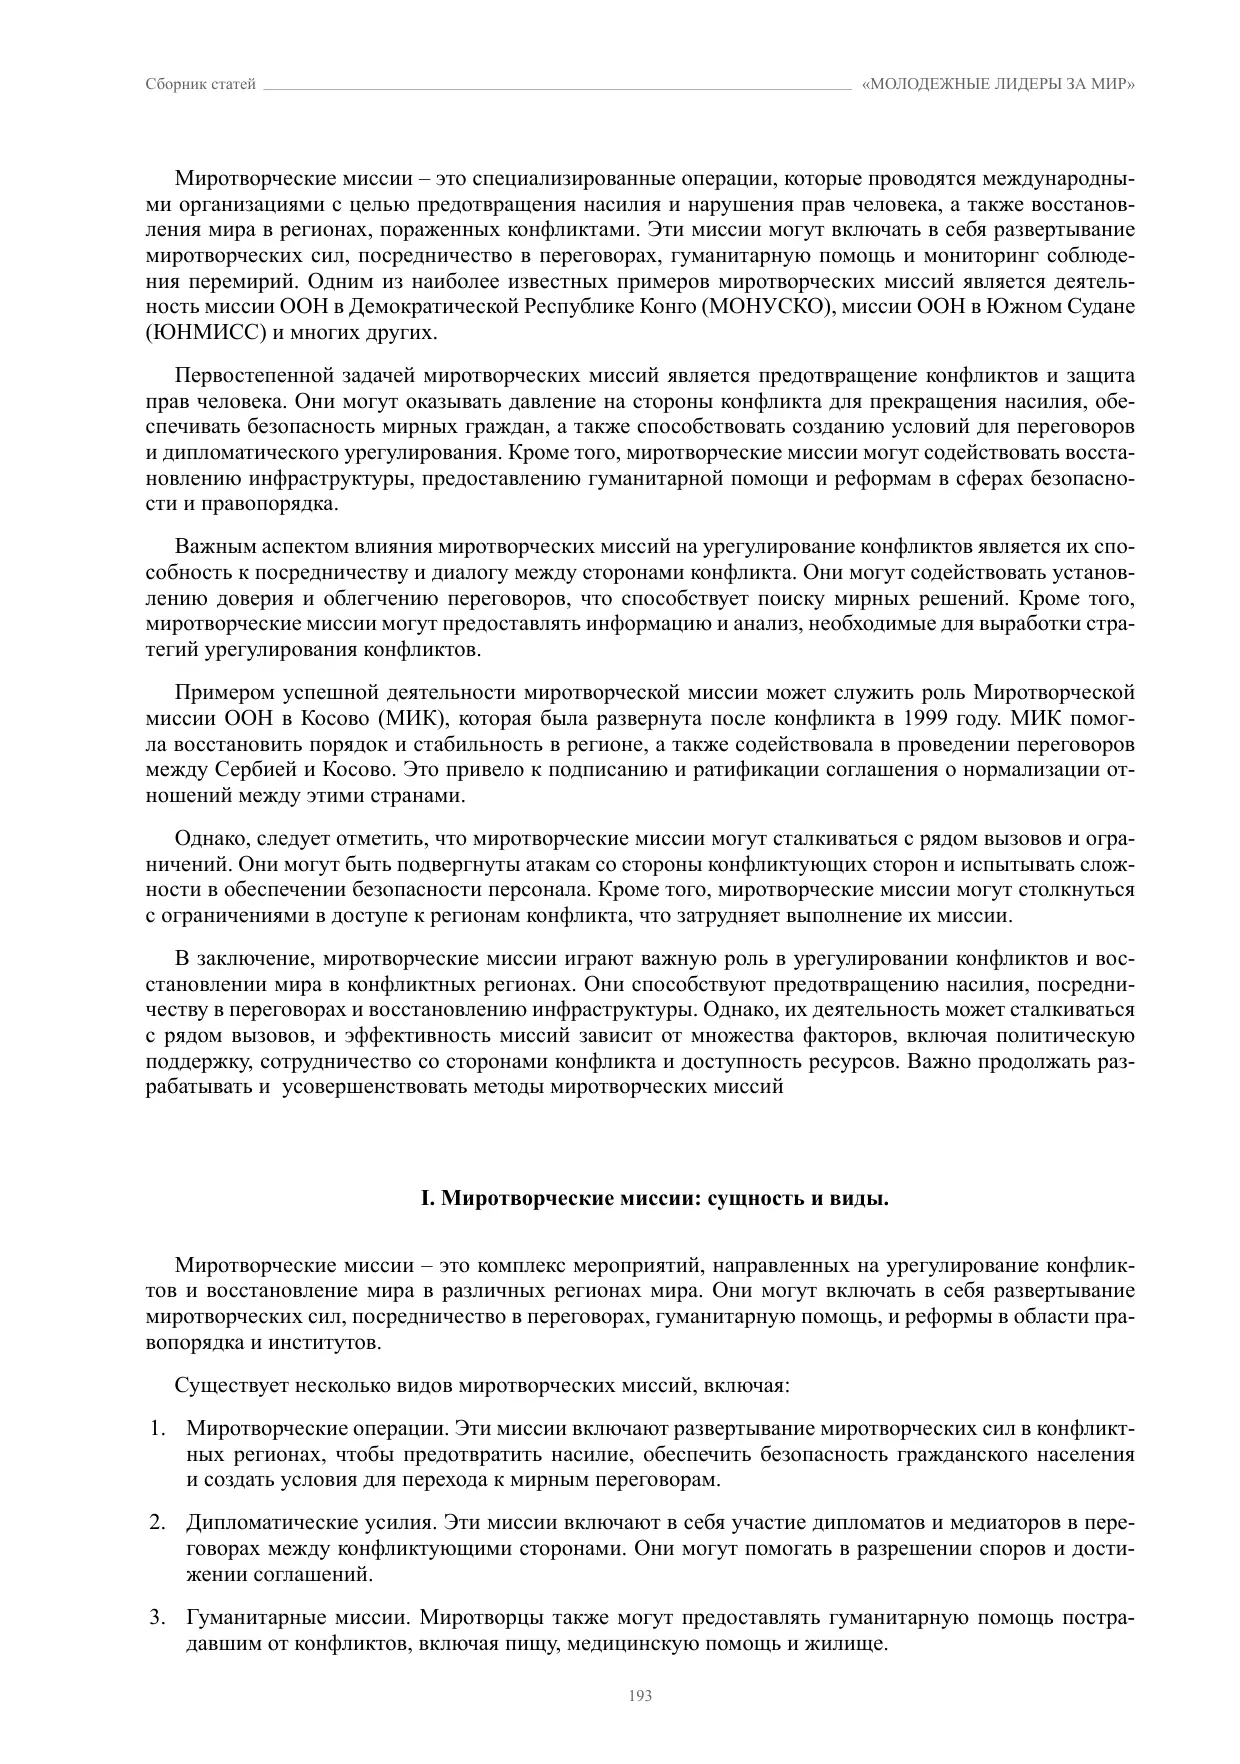 Сборник статей «МОЛОДЕЖНЫЕ ЛИДЕРЫ ЗА МИР»
Миротворческие миссии – это специализированные операции, которые проводятся международны-
ми организациями с целью предотвращения насилия и нарушения прав человека, а также восстанов-
ления мира в регионах, пораженных конфликтами. Эти миссии могут включать в себя развертывание
миротворческих сил, посредничество в переговорах, гуманитарную помощь и мониторинг соблюде-
ния перемирий. Одним из наиболее известных примеров миротворческих миссий является деятель-
ность миссии ООН в Демократической Республике Конго (МОНУСКО), миссии ООН в Южном Судане
(ЮНМИСС) и многих других.
Первостепенной задачей миротворческих миссий является предотвращение конфликтов и защита
прав человека. Они могут оказывать давление на стороны конфликта для прекращения насилия, обе-
спечивать безопасность мирных граждан, а также способствовать созданию условий для переговоров
и дипломатического урегулирования. Кроме того, миротворческие миссии могут содействовать восста-
новлению инфраструктуры, предоставлению гуманитарной помощи и реформам в сферах безопасно-
сти и правопорядка.
Важным аспектом влияния миротворческих миссий на урегулирование конфликтов является их спо-
собность к посредничеству и диалогу между сторонами конфликта. Они могут содействовать установ-
лению доверия и облегчению переговоров, что способствует поиску мирных решений. Кроме того,
миротворческие миссии могут предоставлять информацию и анализ, необходимые для выработки стра-
тегий урегулирования конфликтов.
Примером успешной деятельности миротворческой миссии может служить роль Миротворческой
миссии ООН в Косово (МИК), которая была развернута после конфликта в 1999 году. МИК помог-
ла восстановить порядок и стабильность в регионе, а также содействовала в проведении переговоров
между Сербией и Косово. Это привело к подписанию и ратификации соглашения о нормализации от-
ношений между этими странами.
Однако, следует отметить, что миротворческие миссии могут сталкиваться с рядом вызовов и огра-
ничений. Они могут быть подвергнуты атакам со стороны конфликтующих сторон и испытывать слож-
ности в обеспечении безопасности персонала. Кроме того, миротворческие миссии могут столкнуться
с ограничениями в доступе к регионам конфликта, что затрудняет выполнение их миссии.
В заключение, миротворческие миссии играют важную роль в урегулировании конфликтов и вос-
становлении мира в конфликтных регионах. Они способствуют предотвращению насилия, посредни-
честву в переговорах и восстановлению инфраструктуры. Однако, их деятельность может сталкиваться
с рядом вызовов, и эффективность миссий зависит от множества факторов, включая политическую
поддержку, сотрудничество со сторонами конфликта и доступность ресурсов. Важно продолжать раз-
рабатывать и  усовершенствовать методы миротворческих миссий
I. Миротворческие миссии: сущность и виды.
Миротворческие миссии – это комплекс мероприятий, направленных на урегулирование конфлик-
тов и восстановление мира в различных регионах мира. Они могут включать в себя развертывание
миротворческих сил, посредничество в переговорах, гуманитарную помощь, и реформы в области пра-
вопорядка и институтов.
Существует несколько видов миротворческих миссий, включая:
1. Миротворческие операции. Эти миссии включают развертывание миротворческих сил в конфликт-
ных регионах, чтобы предотвратить насилие, обеспечить безопасность гражданского населения
и создать условия для перехода к мирным переговорам.
2. Дипломатические усилия. Эти миссии включают в себя участие дипломатов и медиаторов в пере-
говорах между конфликтующими сторонами. Они могут помогать в разрешении споров и дости-
жении соглашений.
3. Гуманитарные миссии. Миротворцы также могут предоставлять гуманитарную помощь постра-
давшим от конфликтов, включая пищу, медицинскую помощь и жилище.
193